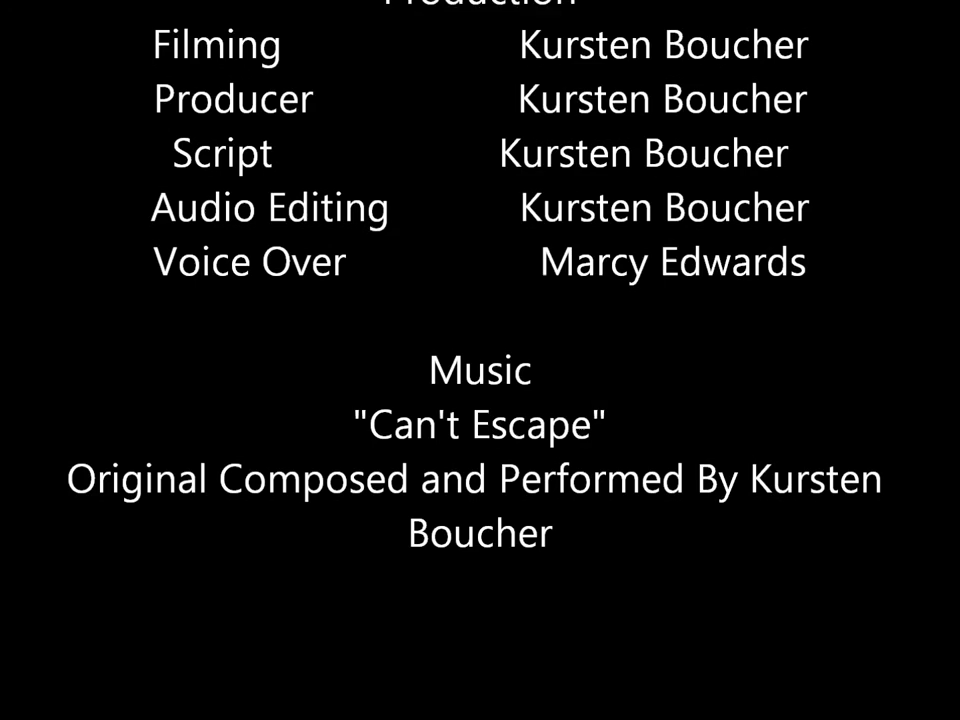 Production
Filming Kursten Boucher
Producer Kursten Boucher
Script Kursten Boucher
Audio Editing Kursten Boucher
Voice Over Marcy Edwards
Music
"Can't Escape"
Original Composed and Performed By Kursten
Boucher